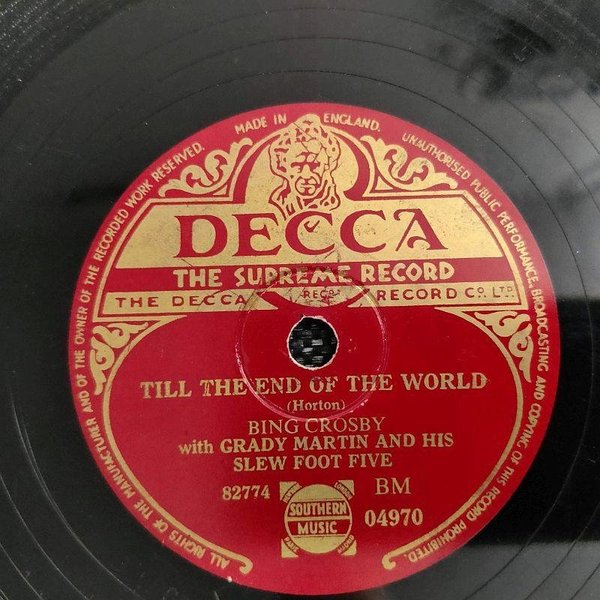 ALL RIGHTS OF THE MANUFACTURER AND OF THE OWNER OF THE RECORDED WORK RESERVED.
MADE IN ENGLAND.
UNAUTHORISED PUBLIC PERFORMANCE, BROADCASTING AND COPYING OF THIS RECORD PROHIBITED.
DECCA
THE SUPREME RECORD
THE DECCA RECORD CO. LTD.
TILL THE END OF THE WORLD
(Horton)
BING CROSBY
with GRADY MARTIN AND HIS
SLEW FOOT FIVE
82774 BM
SOUTHERN
MUSIC
04970